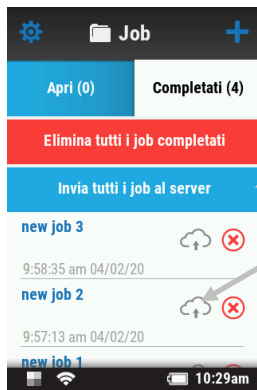 Job
Apri (0)
Completati (4)
Elimina tutti i job completati
Invia tutti i job al server
new job 3
9:58:35 am 04/02/20
new job 2
9:57:13 am 04/02/20
new job 1
10:29am